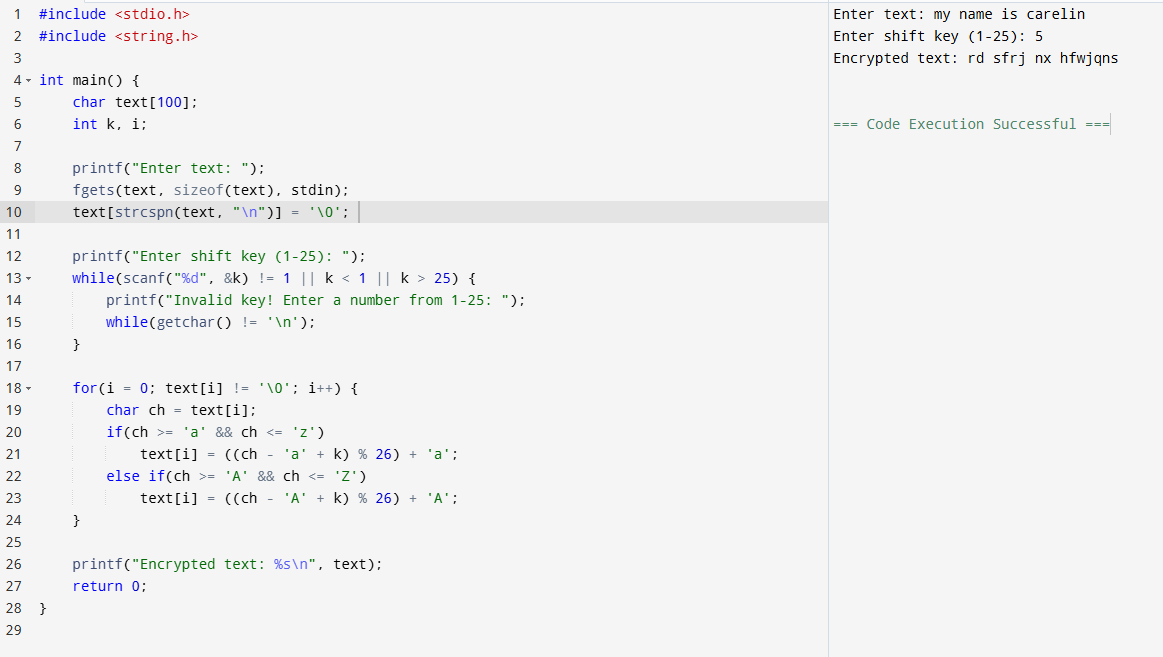 1 #include <stdio.h>
2 #include <string.h>
3
4 int main() {
5     char text[100];
6     int k, i;
7
8     printf("Enter text: ");
9     fgets(text, sizeof(text), stdin);
10     text[strcspn(text, "\n")] = '\0';
11
12     printf("Enter shift key (1-25): ");
13     while(scanf("%d", &k) != 1 || k < 1 || k > 25) {
14         printf("Invalid key! Enter a number from 1-25: ");
15         while(getchar() != '\n');
16     }
17
18     for(i = 0; text[i] != '\0'; i++) {
19         char ch = text[i];
20         if(ch >= 'a' && ch <= 'z')
21             text[i] = ((ch - 'a' + k) % 26) + 'a';
22         else if(ch >= 'A' && ch <= 'Z')
23             text[i] = ((ch - 'A' + k) % 26) + 'A';
24     }
25
26     printf("Encrypted text: %s\n", text);
27     return 0;
28 }
29
Enter text: my name is carelin
Enter shift key (1-25): 5
Encrypted text: rd sfrj nx hfwjqns
=== Code Execution Successful ===